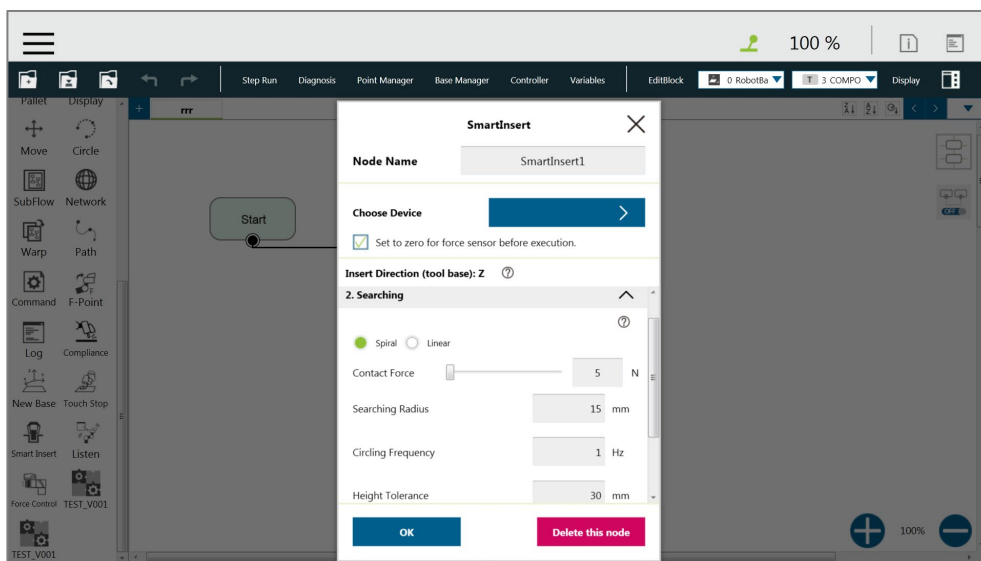 100 %
Step Run Diagnosis Point Manager Base Manager Controller Variables EditBlock 0 RobotBa T 3 COMPO Display
Pallet Display
+ rrr
Move Circle
SubFlow Network
Warp Path
Command F-Point
Log Compliance
New Base Touch Stop
Smart Insert Listen
Force Control TEST_V001
TEST_V001
Start
SmartInsert
Node Name SmartInsert1
Choose Device
Set to zero for force sensor before execution.
Insert Direction (tool base): Z ?
2. Searching
?
Spiral Linear
Contact Force 5 N
Searching Radius 15 mm
Circling Frequency 1 Hz
Height Tolerance 30 mm
OK Delete this node
OFF
100%